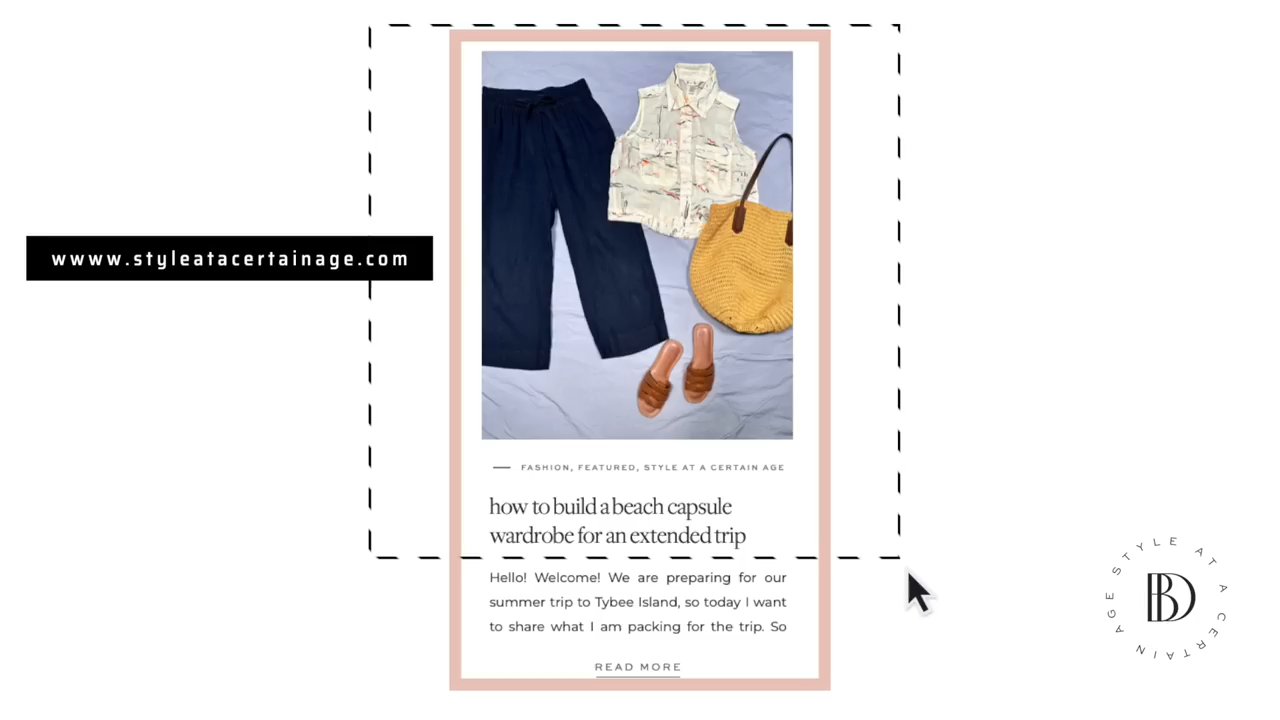 wwww.styleatacertainage.com
FASHION, FEATURED, STYLE AT A CERTAIN AGE
how to build a beach capsule
wardrobe for an extended trip
Hello! Welcome! We are preparing for our
summer trip to Tybee Island, so today I want
to share what I am packing for the trip. So
READ MORE
STYLE AT A CERTAIN AGE
BD